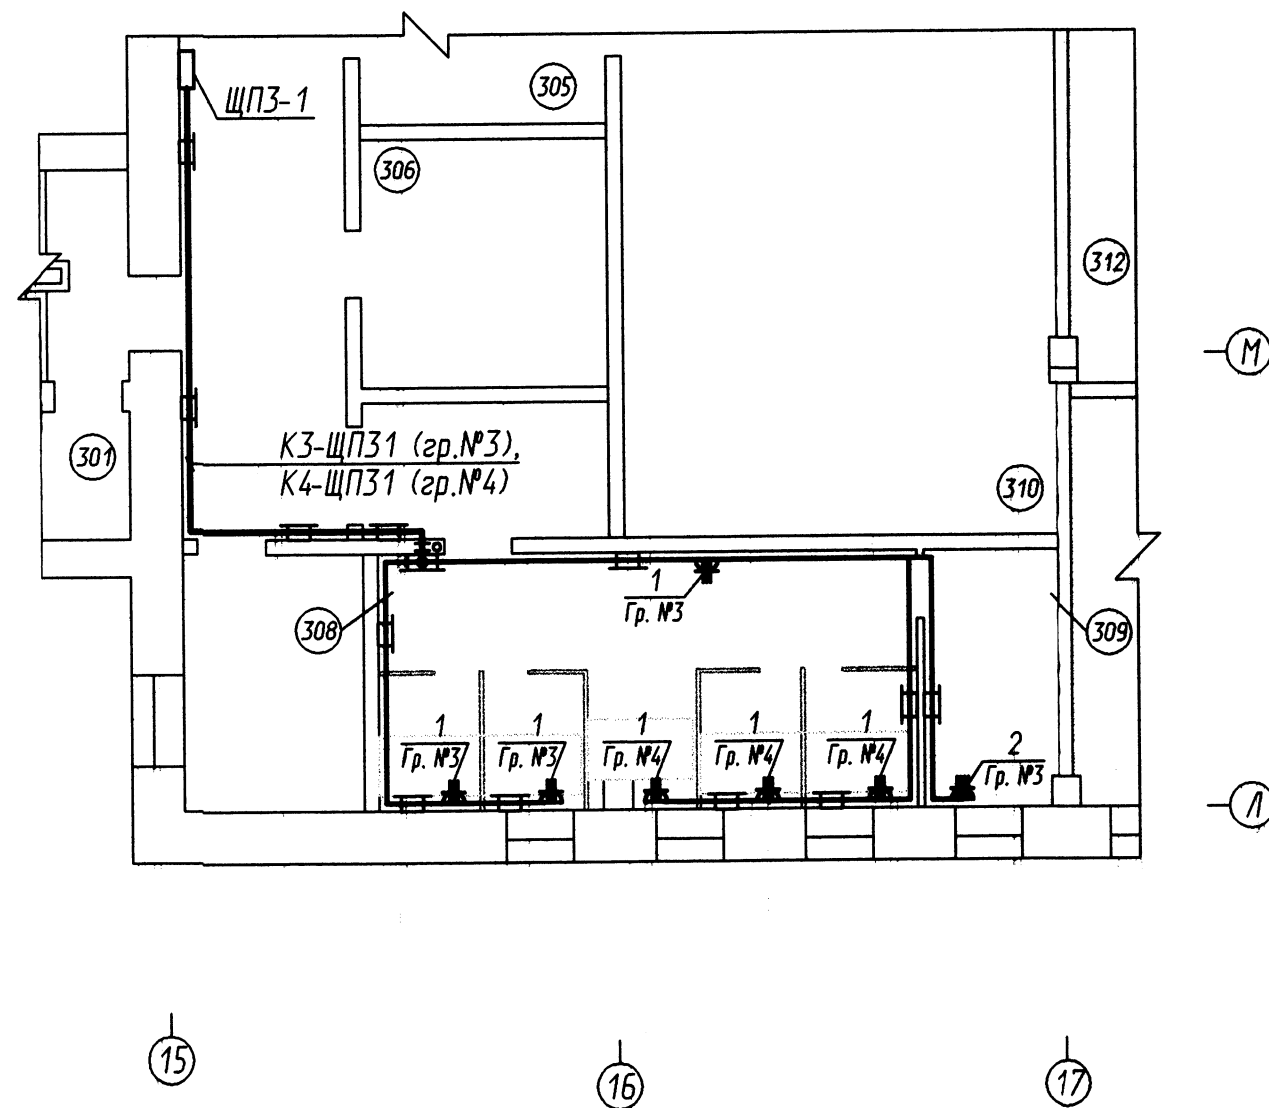 ЩП3-1
305
306
312
М
301
К3-ЩП31 (гр.№3),
К4-ЩП31 (гр.№4)
310
1
Гр. №3
308
309
1
Гр. №3
1
Гр. №3
1
Гр. №4
1
Гр. №4
1
Гр. №4
2
Гр. №3
Л
15
16
17